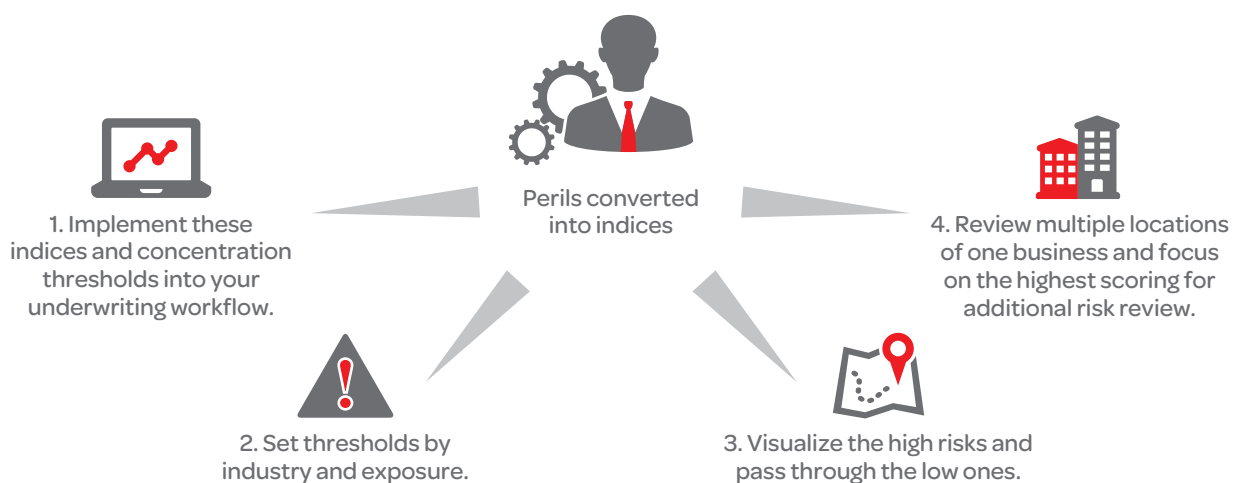 Perils converted
into indices
1. Implement these
indices and concentration
thresholds into your
underwriting workflow.
2. Set thresholds by
industry and exposure.
3. Visualize the high risks and
pass through the low ones.
4. Review multiple locations
of one business and focus
on the highest scoring for
additional risk review.